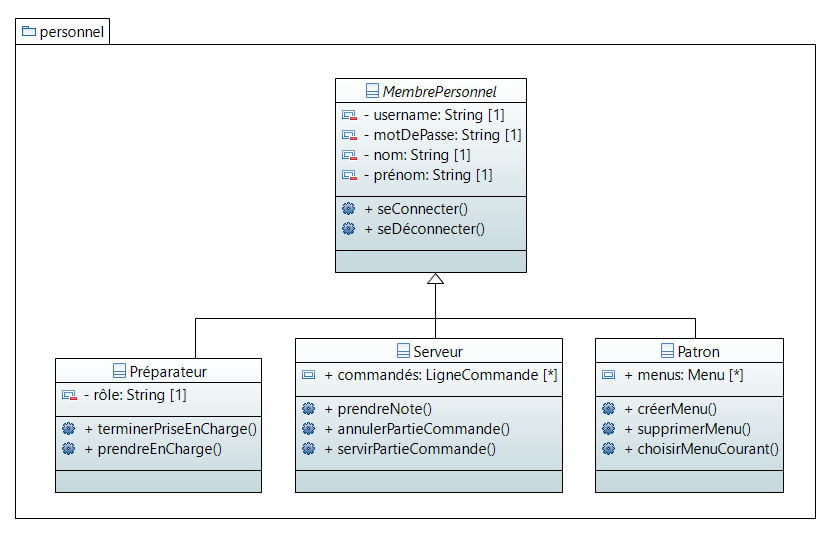 personnel
MembrePersonnel
- username: String [1]
- motDePasse: String [1]
- nom: String [1]
- prénom: String [1]
+ seConnecter()
+ seDéconnecter()
Préparateur
- rôle: String [1]
+ terminerPriseEnCharge()
+ prendreEnCharge()
Serveur
+ commandés: LigneCommande [*]
+ prendreNote()
+ annulerPartieCommande()
+ servirPartieCommande()
Patron
+ menus: Menu [*]
+ créerMenu()
+ supprimerMenu()
+ choisirMenuCourant()